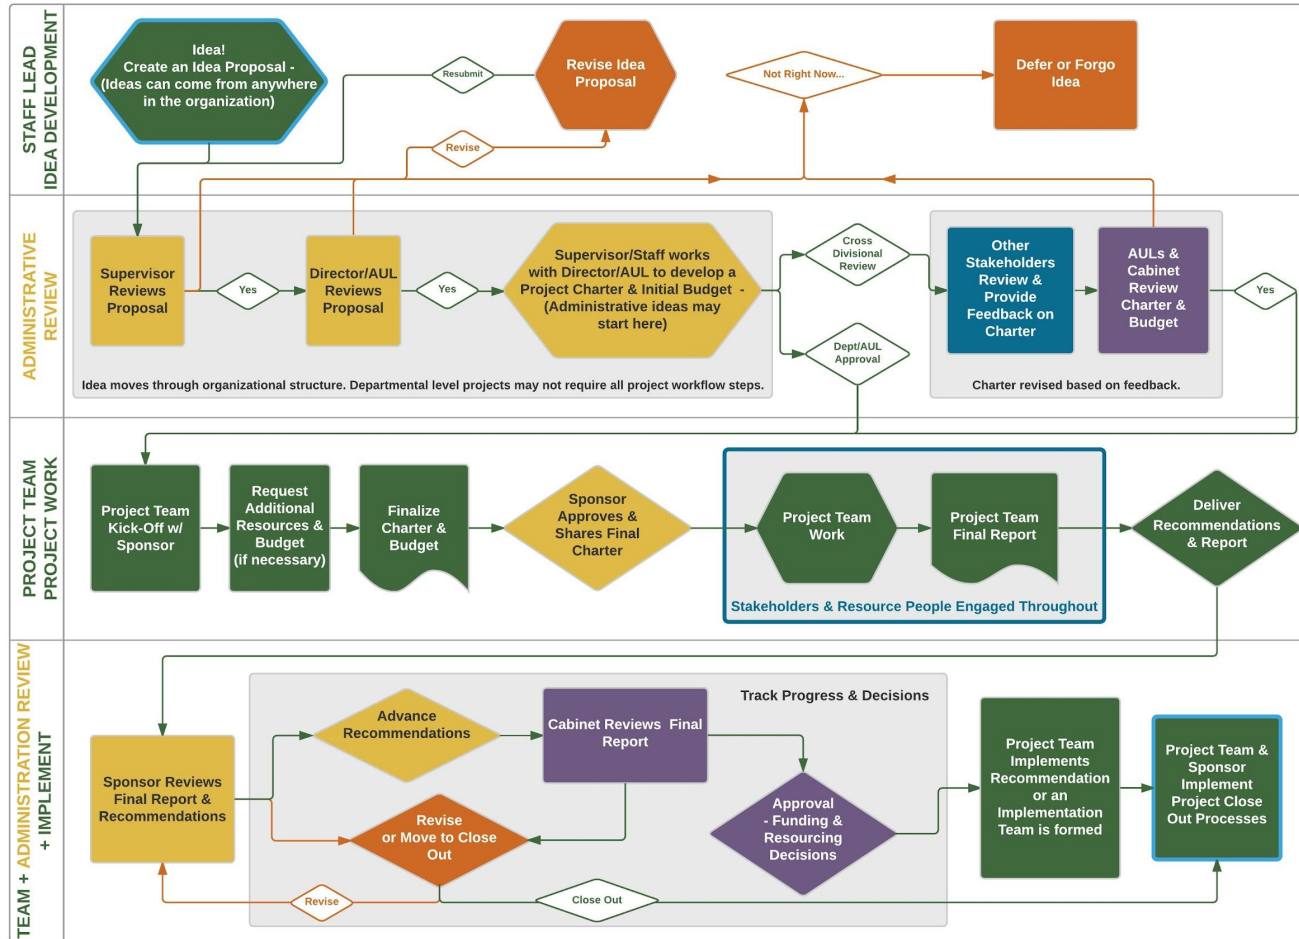 STAFF LEAD
IDEA DEVELOPMENT
Idea!
Create an Idea Proposal -
(Ideas can come from anywhere
in the organization)
Resubmit
Revise Idea
Proposal
Revise
Not Right Now...
Defer or Forgo
Idea
ADMINISTRATIVE
REVIEW
Supervisor
Reviews
Proposal
Yes
Director/AUL
Reviews
Proposal
Yes
Supervisor/Staff works
with Director/AUL to develop a
Project Charter & Initial Budget -
(Administrative ideas may
start here)
Idea moves through organizational structure. Departmental level projects may not require all project workflow steps.
Cross
Divisional
Review
Dept/AUL
Approval
Other
Stakeholders
Review &
Provide
Feedback on
Charter
AULs &
Cabinet
Review
Charter &
Budget
Charter revised based on feedback.
Yes
PROJECT TEAM
PROJECT WORK
Project Team
Kick-Off w/
Sponsor
Request
Additional
Resources &
Budget
(if necessary)
Finalize
Charter &
Budget
Sponsor
Approves &
Shares Final
Charter
Project Team
Work
Project Team
Final Report
Stakeholders & Resource People Engaged Throughout
Deliver
Recommendations
& Report
TEAM + ADMINISTRATION REVIEW
+ IMPLEMENT
Sponsor Reviews
Final Report &
Recommendations
Track Progress & Decisions
Advance
Recommendations
Cabinet Reviews Final
Report
Revise
or Move to Close
Out
Approval
- Funding &
Resourcing
Decisions
Revise
Close Out
Project Team
Implements
Recommendation
or an
Implementation
Team is formed
Project Team &
Sponsor
Implement
Project Close
Out Processes